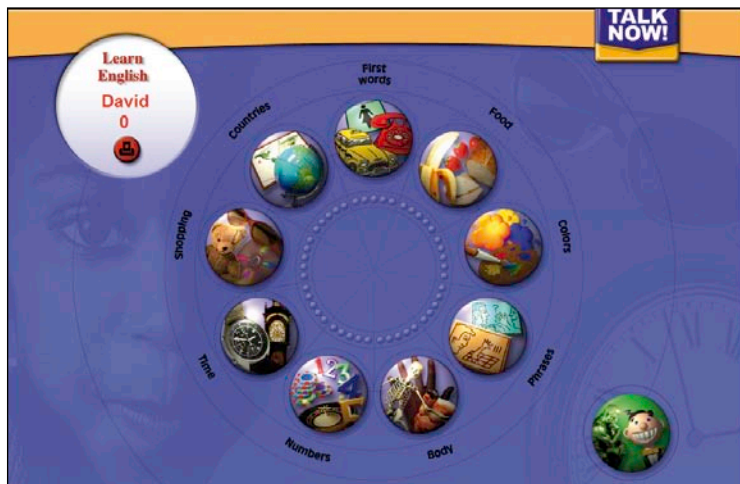 TALK
NOW!
Learn
English
David
0
First
words
Food
Colors
Phrases
Body
Numbers
Time
Shopping
Countries